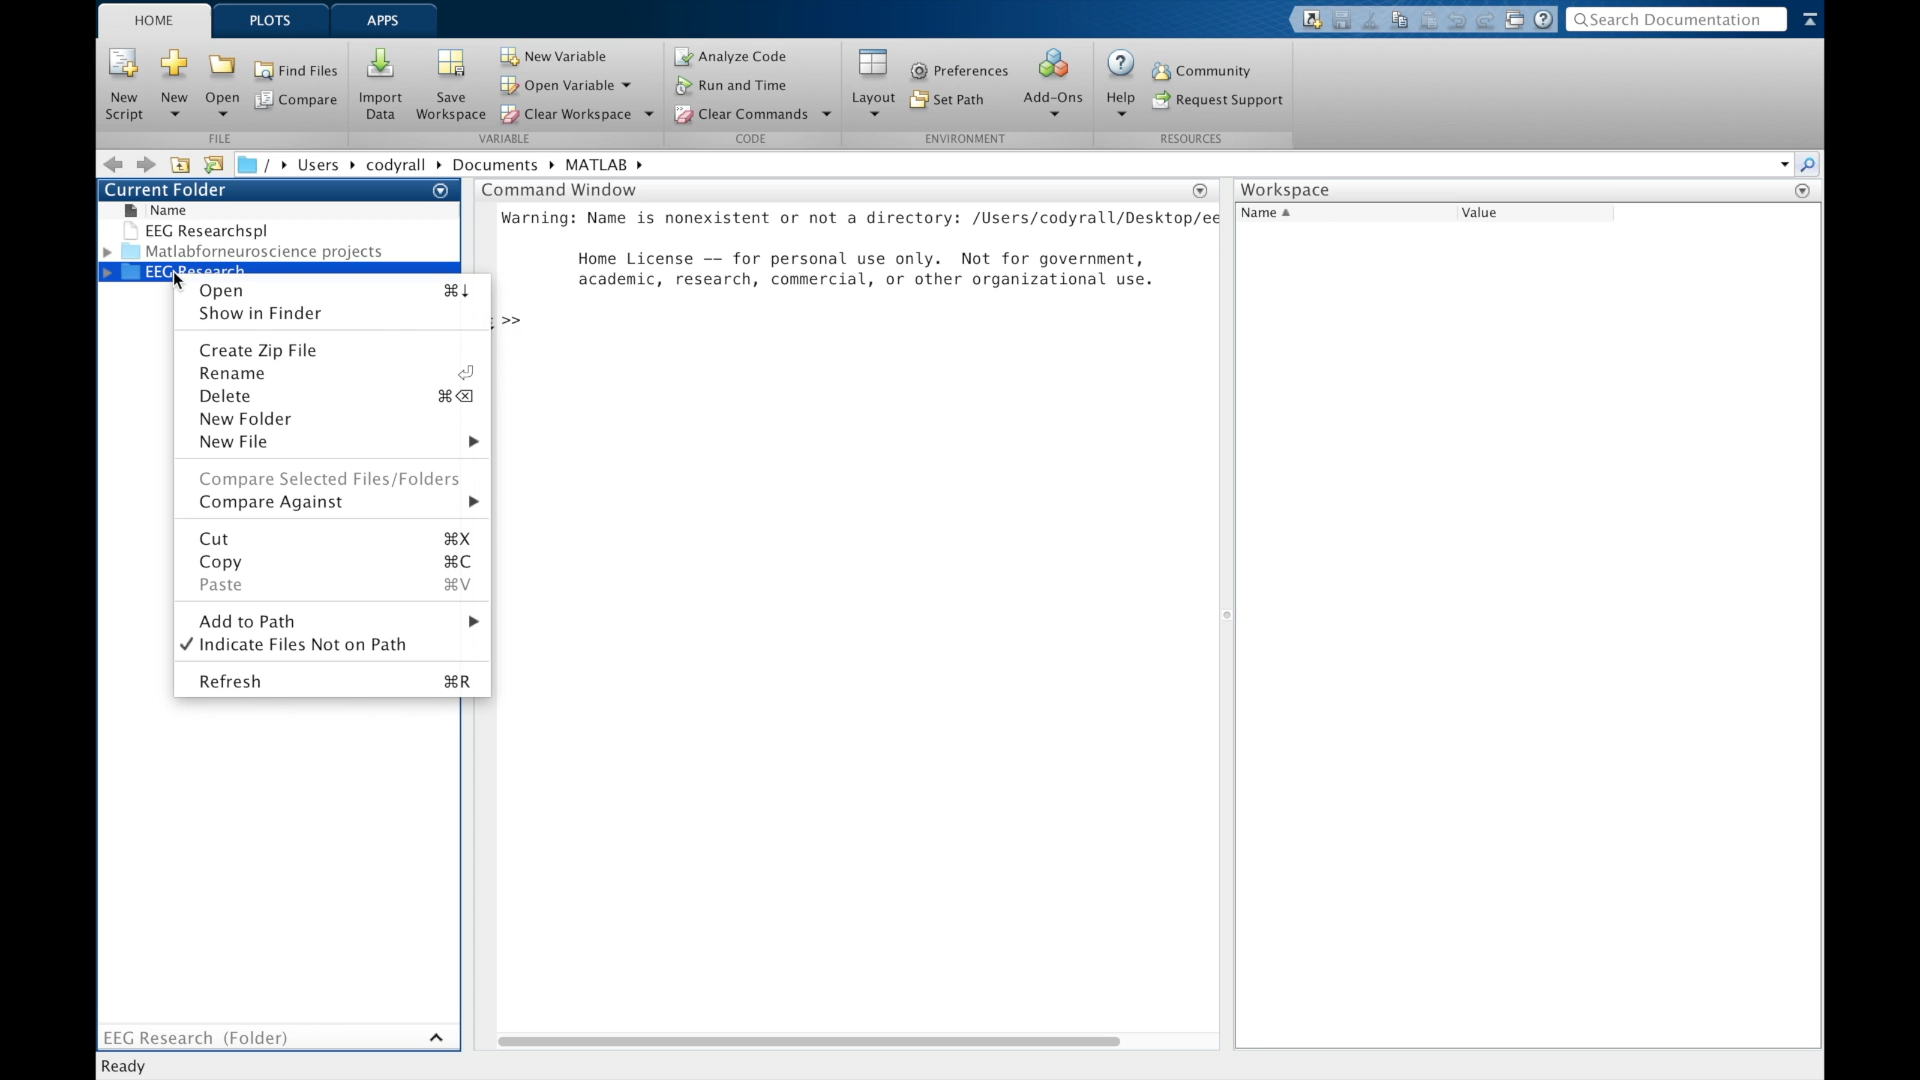 HOME PLOTS APPS
Search Documentation
New Script
New
Open
Find Files
Compare
FILE
Import Data
Save Workspace
New Variable
Open Variable
Clear Workspace
VARIABLE
Analyze Code
Run and Time
Clear Commands
CODE
Layout
Preferences
Set Path
Add-Ons
ENVIRONMENT
Help
Community
Request Support
RESOURCES
/ Users codyrall Documents MATLAB
Current Folder
Name
EEG Researchspl
Matlabforneuroscience projects
EEG Research
Open ⌘↓
Show in Finder
Create Zip File
Rename ⏎
Delete ⌘⌫
New Folder
New File
Compare Selected Files/Folders
Compare Against
Cut ⌘X
Copy ⌘C
Paste ⌘V
Add to Path
✓ Indicate Files Not on Path
Refresh ⌘R
EEG Research (Folder)
Ready
Command Window
Warning: Name is nonexistent or not a directory: /Users/codyrall/Desktop/ee
Home License -- for personal use only. Not for government,
academic, research, commercial, or other organizational use.
>>
Workspace
Name Value